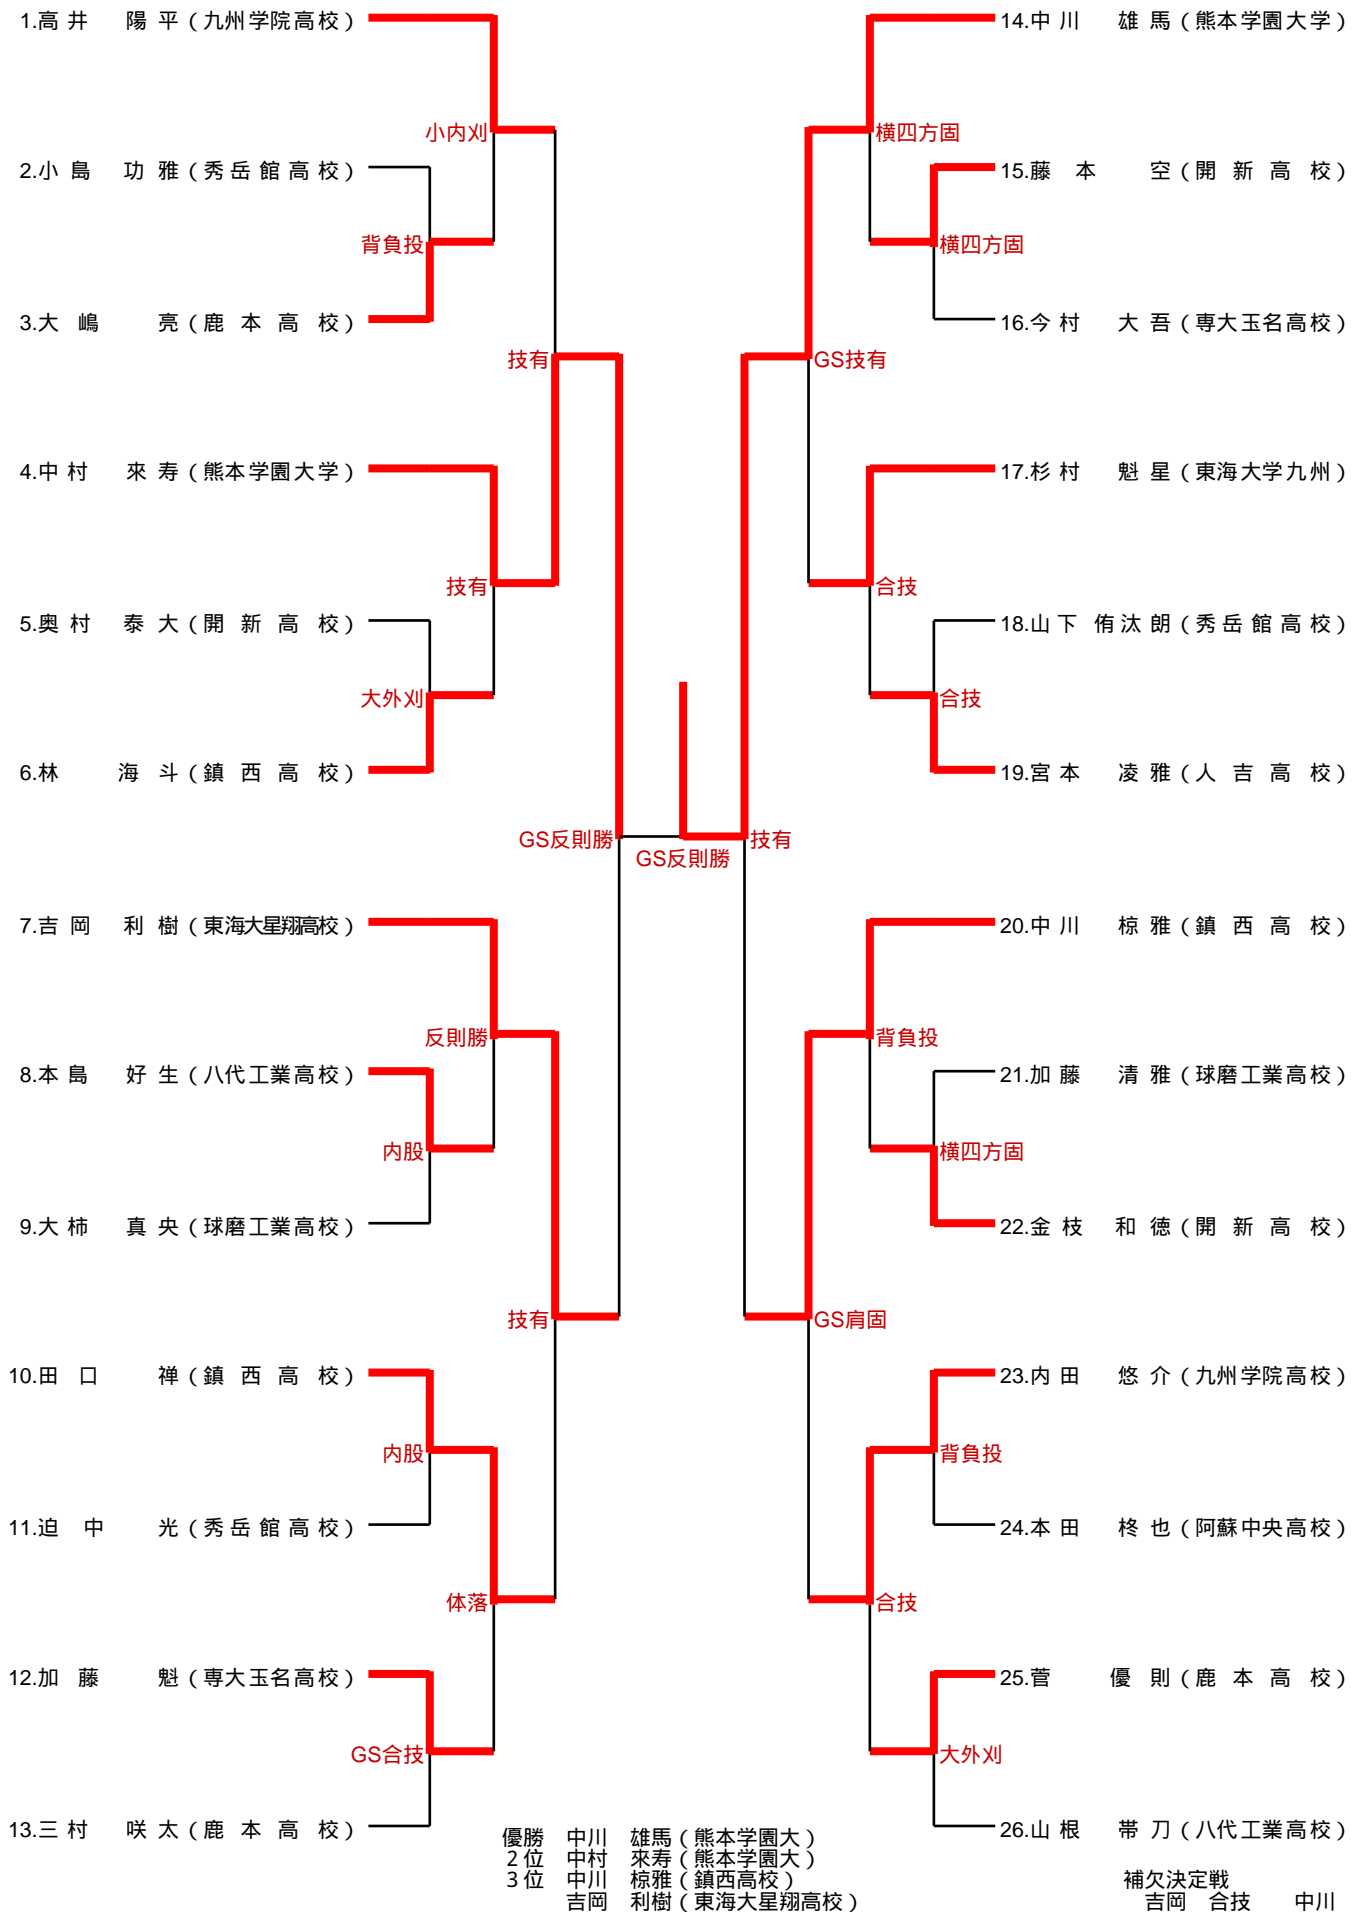 1.高井 陽平(九州学院高校)
小内刈
2.小島 功雅(秀岳館高校)
背負投
3.大嶋 亮(鹿本高校)
技有
4.中村 來寿(熊本学園大学)
技有
5.奥村 泰大(開新高校)
大外刈
6.林 海斗(鎮西高校)
GS反則勝
7.吉岡 利樹(東海大星翔高校)
反則勝
8.本島 好生(八代工業高校)
内股
9.大柿 真央(球磨工業高校)
技有
10.田口 禅(鎮西高校)
内股
11.迫中 光(秀岳館高校)
体落
12.加藤 魁(専大玉名高校)
GS合技
13.三村 咲太(鹿本高校)
GS反則勝
14.中川 雄馬(熊本学園大学)
横四方固
15.藤本 空(開新高校)
横四方固
16.今村 大吾(専大玉名高校)
GS技有
17.杉村 魁星(東海大学九州)
合技
18.山下 侑汰朗(秀岳館高校)
合技
19.宮本 凌雅(人吉高校)
技有
20.中川 椋雅(鎮西高校)
背負投
21.加藤 清雅(球磨工業高校)
横四方固
22.金枝 和徳(開新高校)
GS肩固
23.内田 悠介(九州学院高校)
背負投
24.本田 柊也(阿蘇中央高校)
合技
25.菅 優則(鹿本高校)
大外刈
26.山根 帯刀(八代工業高校)
優勝 中川 雄馬(熊本学園大)
2位 中村 來寿(熊本学園大)
3位 中川 椋雅(鎮西高校)
吉岡 利樹(東海大星翔高校)
補欠決定戦
吉岡 合技 中川